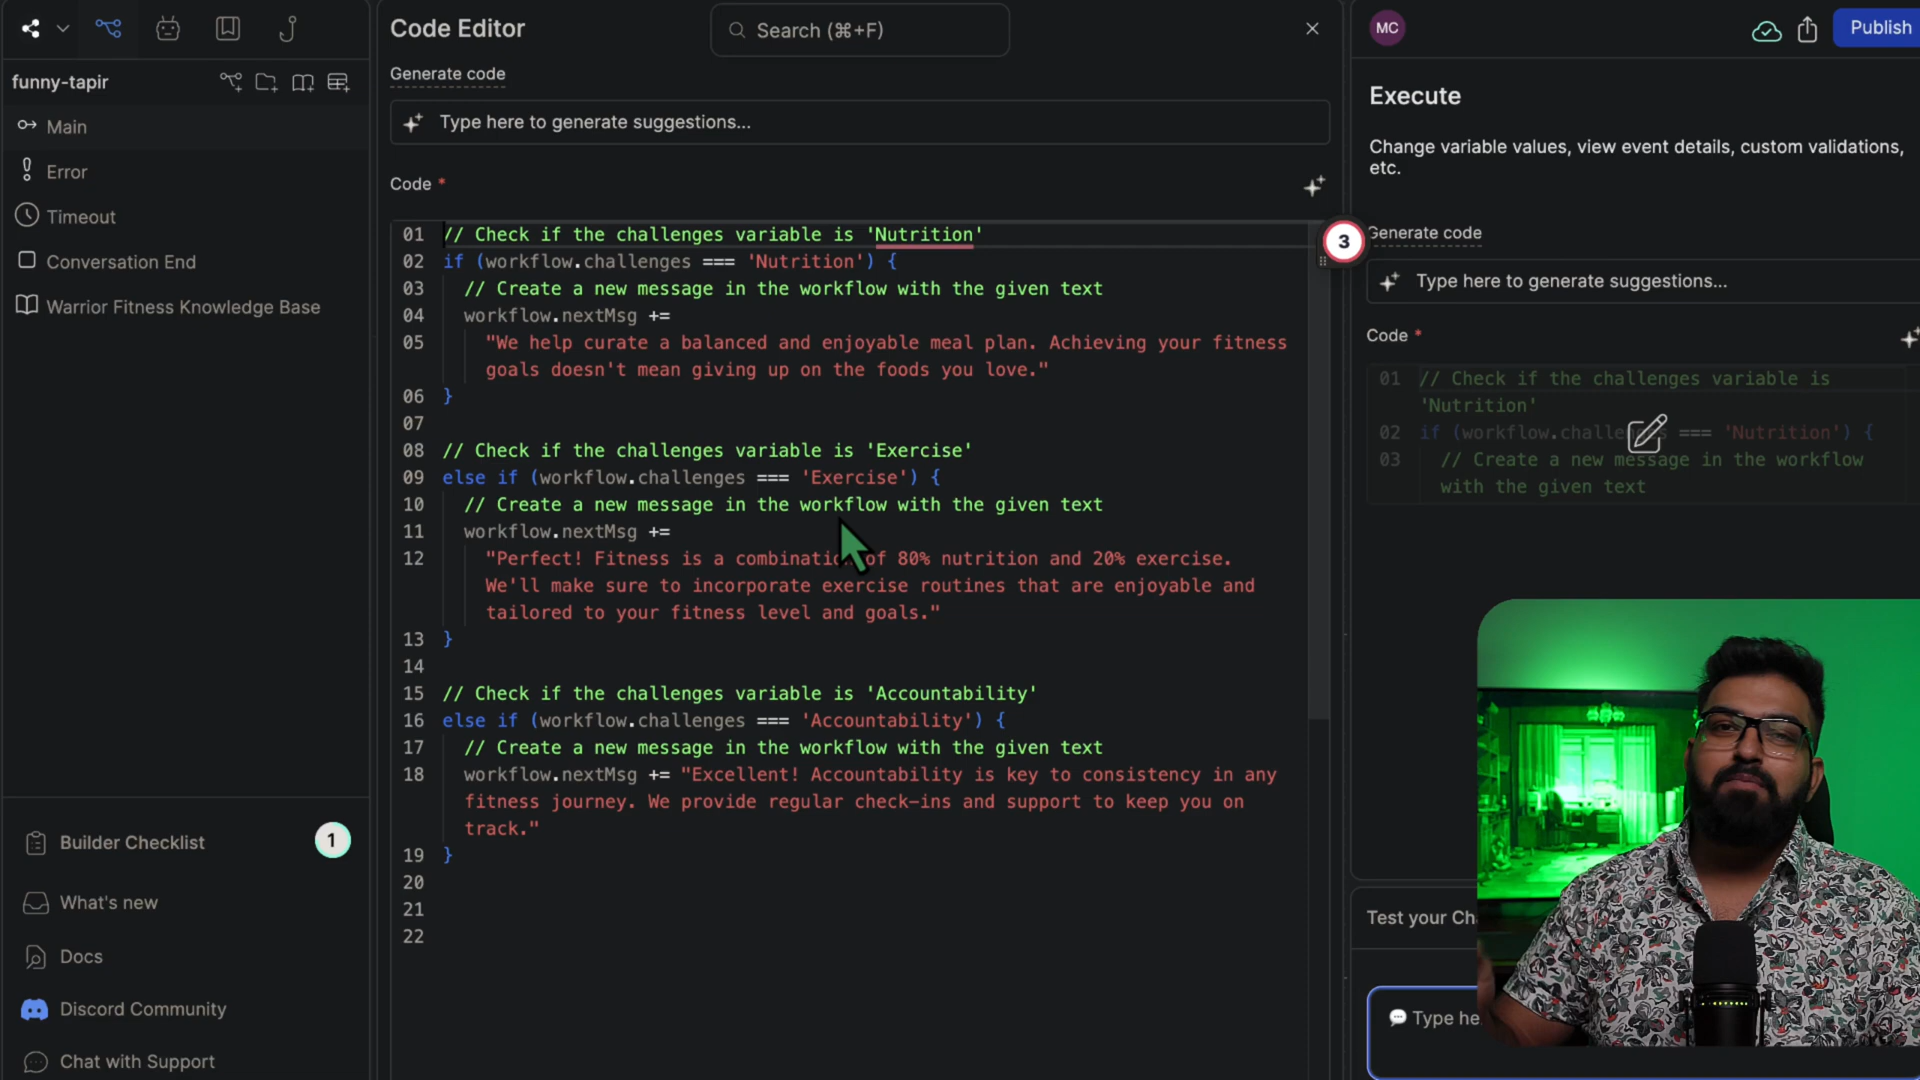 funny-tapir
Main
Error
Timeout
Conversation End
Warrior Fitness Knowledge Base
Builder Checklist
1
What's new
Docs
Discord Community
Chat with Support
Code Editor
Search (⌘+F)
Generate code
Type here to generate suggestions...
Code *
01 // Check if the challenges variable is 'Nutrition'
02 if (workflow.challenges === 'Nutrition') {
03 // Create a new message in the workflow with the given text
04 workflow.nextMsg +=
05 "We help curate a balanced and enjoyable meal plan. Achieving your fitness
goals doesn't mean giving up on the foods you love."
06 }
07
08 // Check if the challenges variable is 'Exercise'
09 else if (workflow.challenges === 'Exercise') {
10 // Create a new message in the workflow with the given text
11 workflow.nextMsg +=
12 "Perfect! Fitness is a combination of 80% nutrition and 20% exercise.
We'll make sure to incorporate exercise routines that are enjoyable and
tailored to your fitness level and goals."
13 }
14
15 // Check if the challenges variable is 'Accountability'
16 else if (workflow.challenges === 'Accountability') {
17 // Create a new message in the workflow with the given text
18 workflow.nextMsg += "Excellent! Accountability is key to consistency in any
fitness journey. We provide regular check-ins and support to keep you on
track."
19 }
20
21
22
3
MC
Publish
Execute
Change variable values, view event details, custom validations,
etc.
Generate code
Type here to generate suggestions...
Code *
01 // Check if the challenges variable is
'Nutrition'
02 if (workflow.challenges === 'Nutrition') {
03 // Create a new message in the workflow
with the given text
Test your Ch
Type he